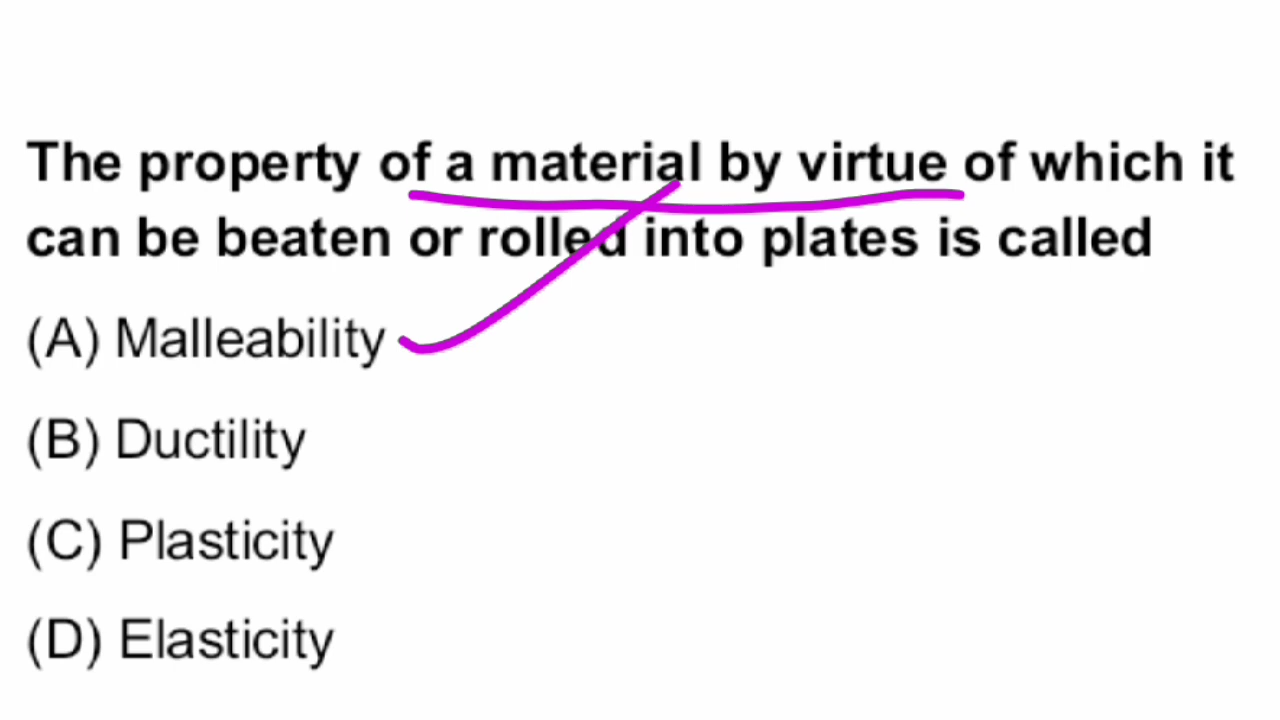 The property of a material by virtue of which it
can be beaten or rolled into plates is called
(A) Malleability
(B) Ductility
(C) Plasticity
(D) Elasticity